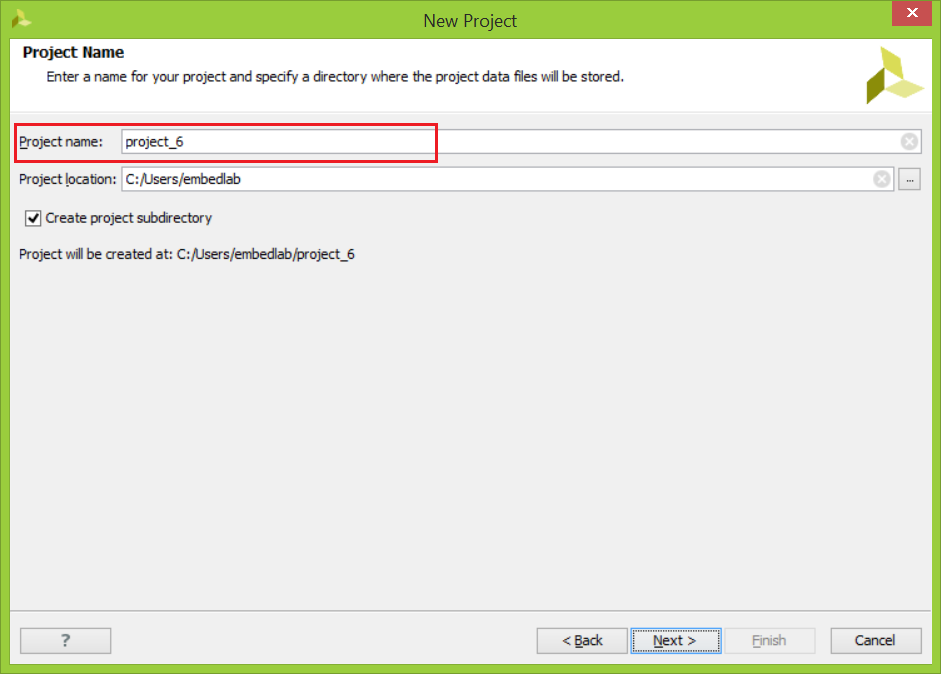 New Project
Project Name
Enter a name for your project and specify a directory where the project data files will be stored.
Project name: project_6
Project location: C:/Users/embedlab ...
Create project subdirectory
Project will be created at: C:/Users/embedlab/project_6
? < Back Next > Finish Cancel